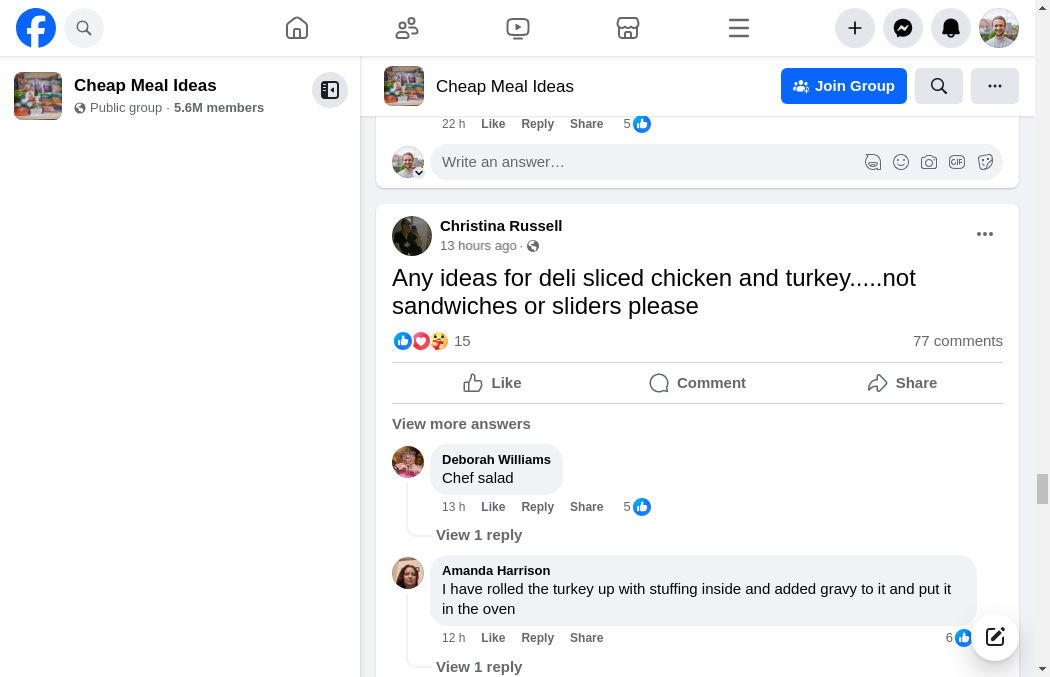 Cheap Meal Ideas
Public group · 5.6M members
Cheap Meal Ideas
Join Group
22 h Like Reply Share 5
Write an answer…
GIF
Christina Russell
13 hours ago ·
Any ideas for deli sliced chicken and turkey.....not
sandwiches or sliders please
15 77 comments
Like Comment Share
View more answers
Deborah Williams
Chef salad
13 h Like Reply Share 5
View 1 reply
Amanda Harrison
I have rolled the turkey up with stuffing inside and added gravy to it and put it
in the oven
12 h Like Reply Share 6
View 1 reply